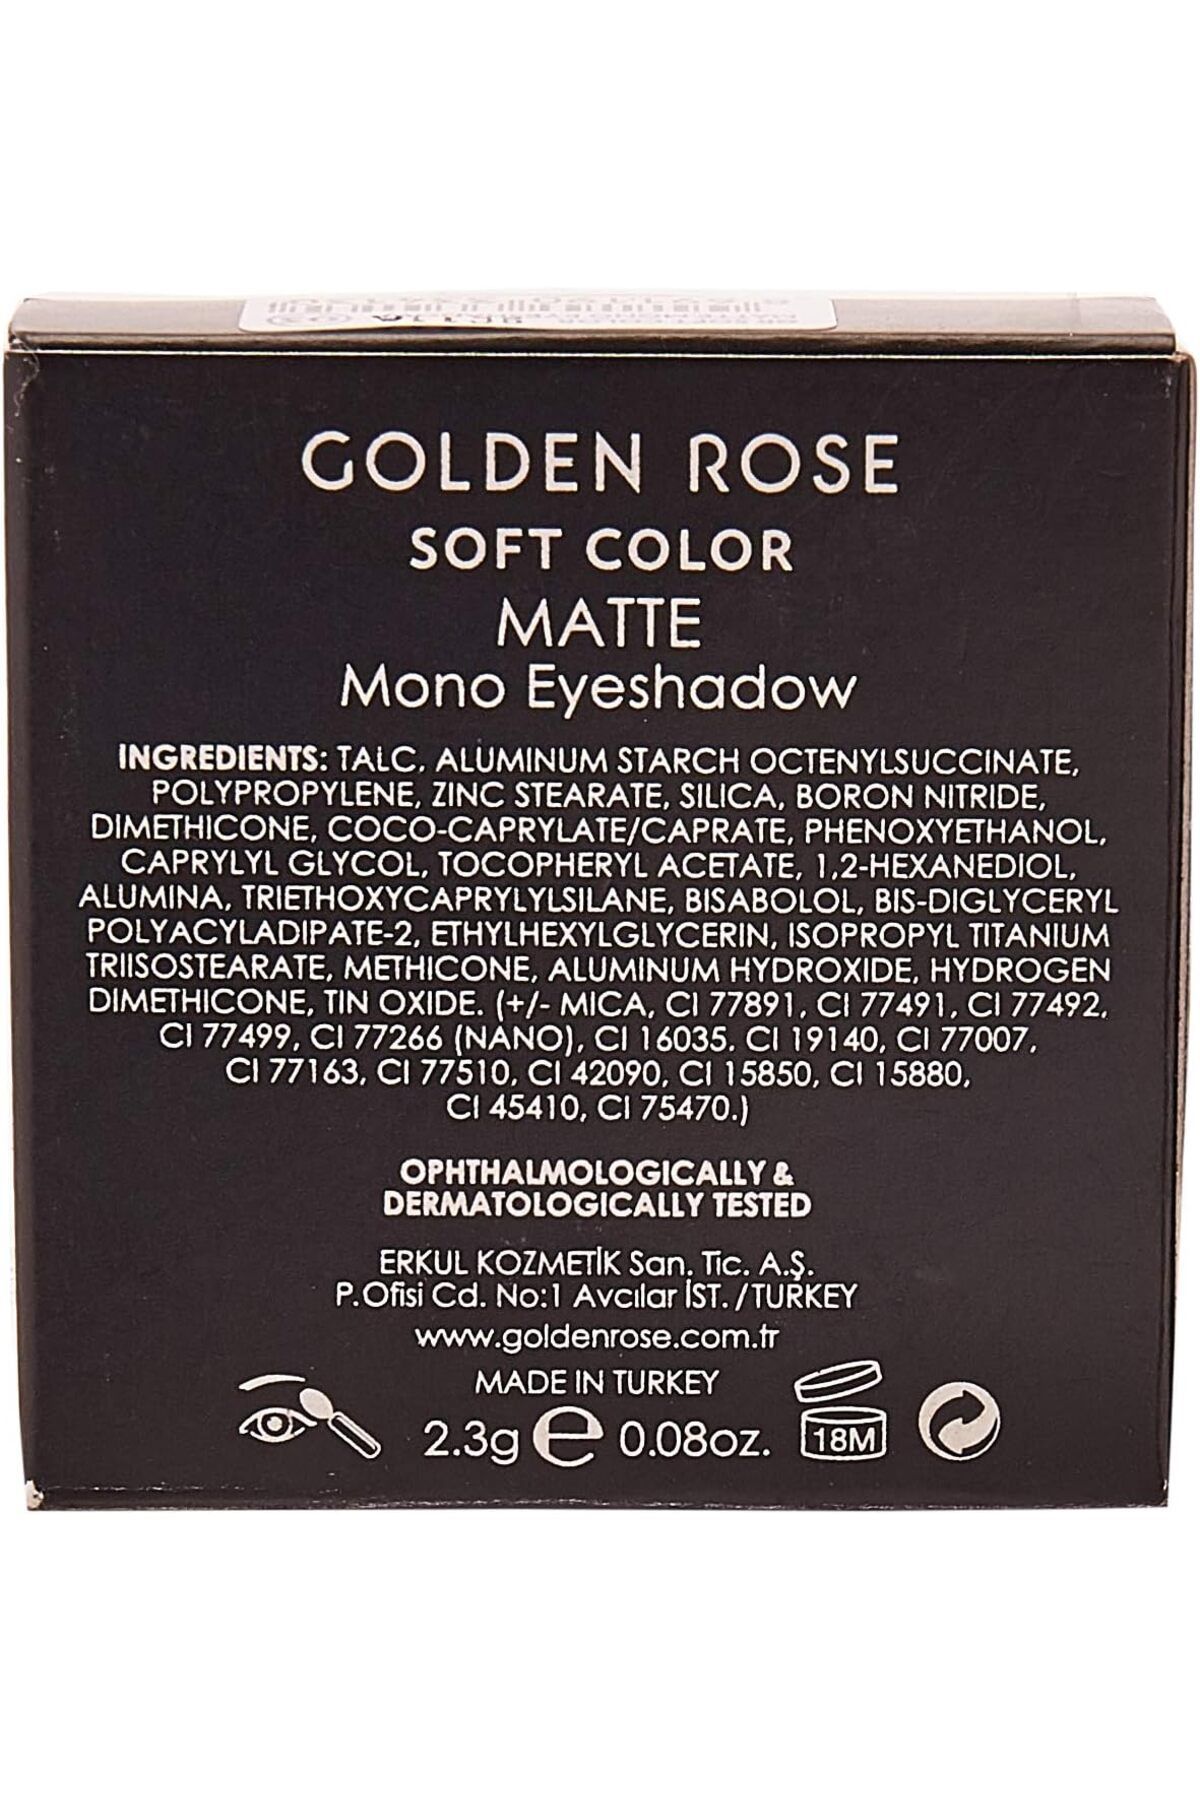 GOLDEN ROSE
SOFT COLOR
MATTE
Mono Eyeshadow
INGREDIENTS: TALC, ALUMINUM STARCH OCTENYLSUCCINATE,
POLYPROPYLENE, ZINC STEARATE, SILICA, BORON NITRIDE,
DIMETHICONE, COCO-CAPRYLATE/CAPRATE, PHENOXYETHANOL,
CAPRYLYL GLYCOL, TOCOPHERYL ACETATE, 1,2-HEXANEDIOL,
ALUMINA, TRIETHOXYCAPRYLYLSILANE, BISABOLOL, BIS-DIGLYCERYL
POLYACYLADIPATE-2, ETHYLHEXYLGLYCERIN, ISOPROPYL TITANIUM
TRIISOSTEARATE, METHICONE, ALUMINUM HYDROXIDE, HYDROGEN
DIMETHICONE, TIN OXIDE. (+/- MICA, CI 77891, CI 77491, CI 77492,
CI 77499, CI 77266 (NANO), CI 16035, CI 19140, CI 77007,
CI 77163, CI 77510, CI 42090, CI 15850, CI 15880,
CI 45410, CI 75470.)
OPHTHALMOLOGICALLY &
DERMATOLOGICALLY TESTED
ERKUL KOZMETİK San. Tic. A.Ş.
P.Ofisi Cd. No:1 Avcılar İST./TURKEY
www.goldenrose.com.tr
MADE IN TURKEY
2.3g e 0.08oz.
18M